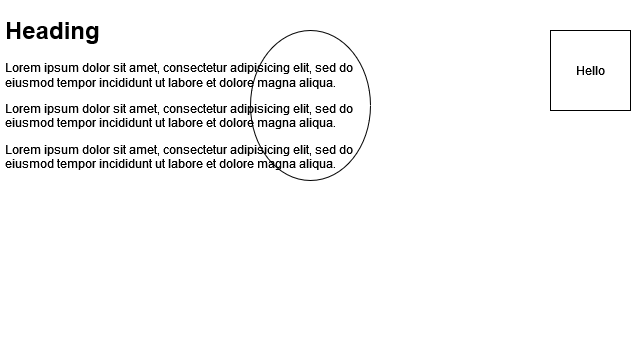 Heading
Lorem ipsum dolor sit amet, consectetur adipisicing elit, sed do
eiusmod tempor incididunt ut labore et dolore magna aliqua.
Lorem ipsum dolor sit amet, consectetur adipisicing elit, sed do
eiusmod tempor incididunt ut labore et dolore magna aliqua.
Lorem ipsum dolor sit amet, consectetur adipisicing elit, sed do
eiusmod tempor incididunt ut labore et dolore magna aliqua.
Hello